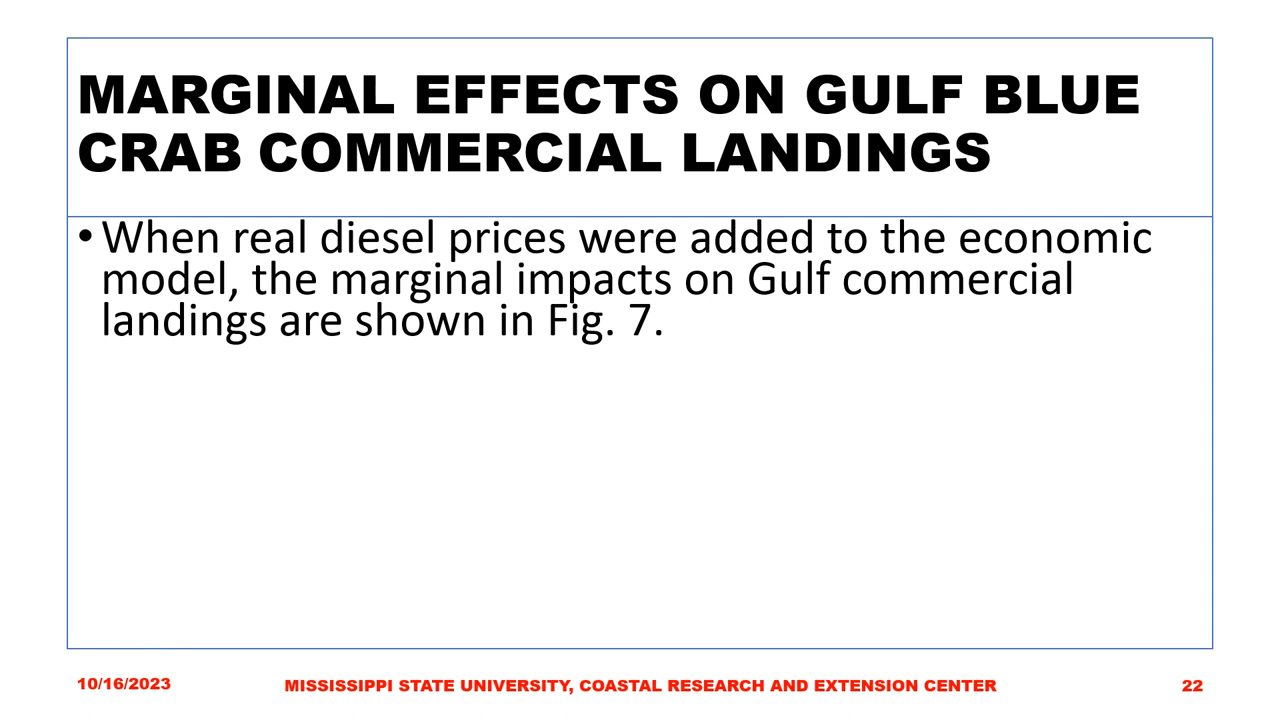 MARGINAL EFFECTS ON GULF BLUE
CRAB COMMERCIAL LANDINGS
• When real diesel prices were added to the economic
model, the marginal impacts on Gulf commercial
landings are shown in Fig. 7.
10/16/2023
MISSISSIPPI STATE UNIVERSITY, COASTAL RESEARCH AND EXTENSION CENTER
22